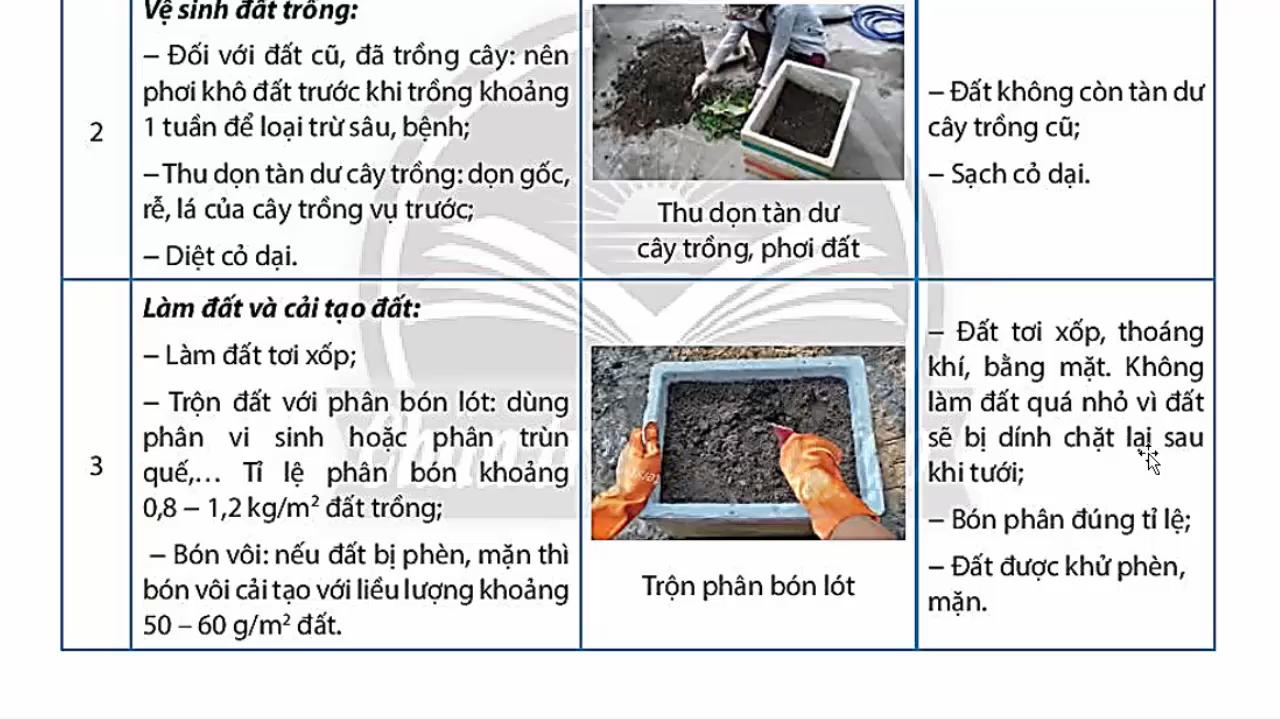 Vệ sinh đất trồng:
– Đối với đất cũ, đã trồng cây: nên
phơi khô đất trước khi trồng khoảng
1 tuần để loại trừ sâu, bệnh;
– Thu dọn tàn dư cây trồng: dọn gốc,
rễ, lá của cây trồng vụ trước;
– Diệt cỏ dại.
2
Thu dọn tàn dư
cây trồng, phơi đất
– Đất không còn tàn dư
cây trồng cũ;
– Sạch cỏ dại.
3
Làm đất và cải tạo đất:
– Làm đất tơi xốp;
– Trộn đất với phân bón lót: dùng
phân vi sinh hoặc phân trùn
quế,... Tỉ lệ phân bón khoảng
0,8 – 1,2 kg/m² đất trồng;
– Bón vôi: nếu đất bị phèn, mặn thì
bón vôi cải tạo với liều lượng khoảng
50 – 60 g/m² đất.
Trộn phân bón lót
– Đất tơi xốp, thoáng
khí, bằng mặt. Không
làm đất quá nhỏ vì đất
sẽ bị dính chặt lại sau
khi tưới;
– Bón phân đúng tỉ lệ;
– Đất được khử phèn,
mặn.